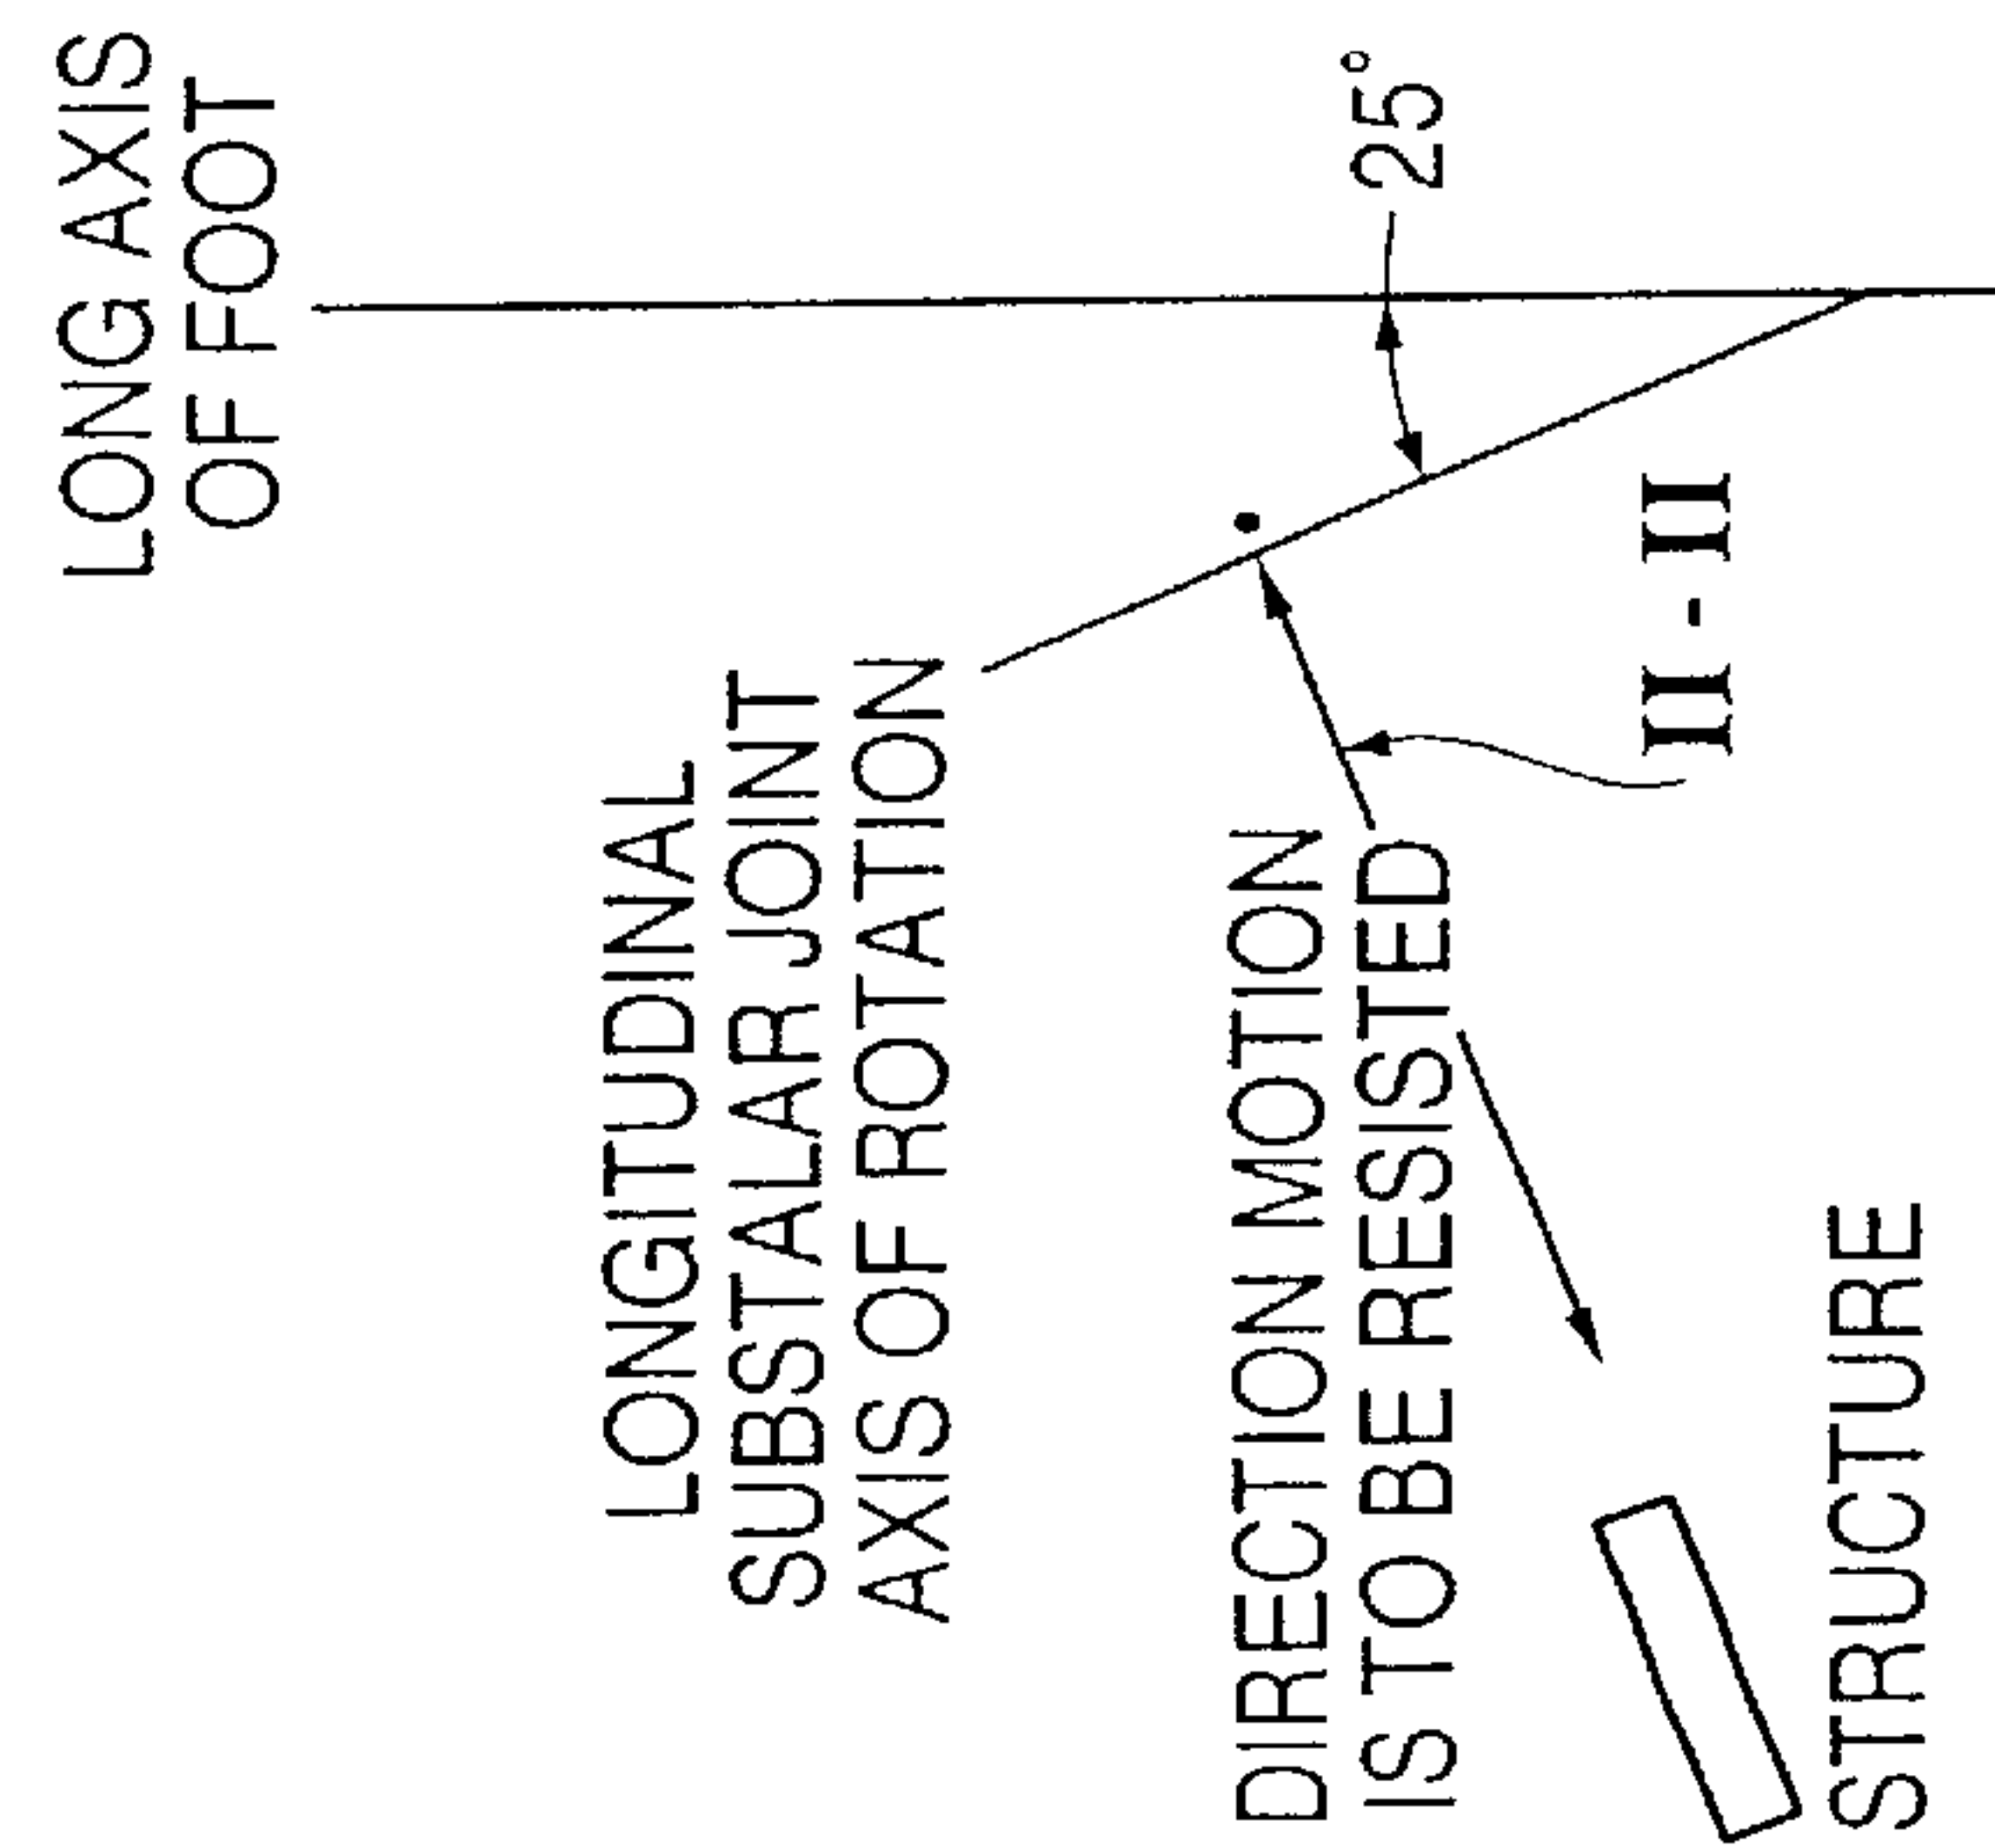 LONG AXIS
OF FOOT
25°
LONGITUDINAL
SUBSTALAR JOINT
AXIS OF ROTATION
DIRECTION MOTION
IS TO BE RESISTED
II - II
STRUCTURE